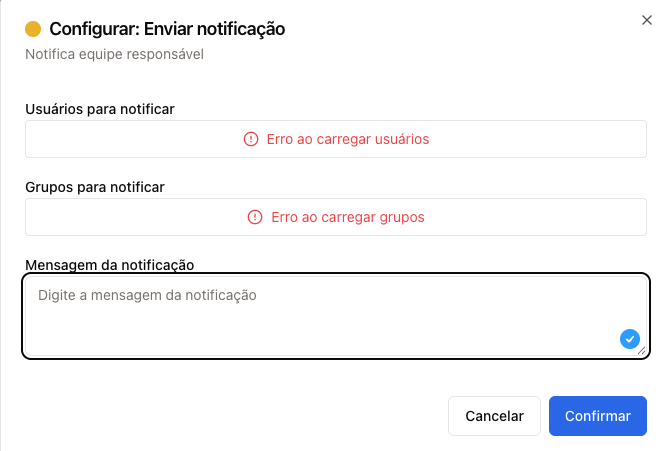 Configurar: Enviar notificação
Notifica equipe responsável
Usuários para notificar
Erro ao carregar usuários
Grupos para notificar
Erro ao carregar grupos
Mensagem da notificação
Digite a mensagem da notificação
Cancelar
Confirmar